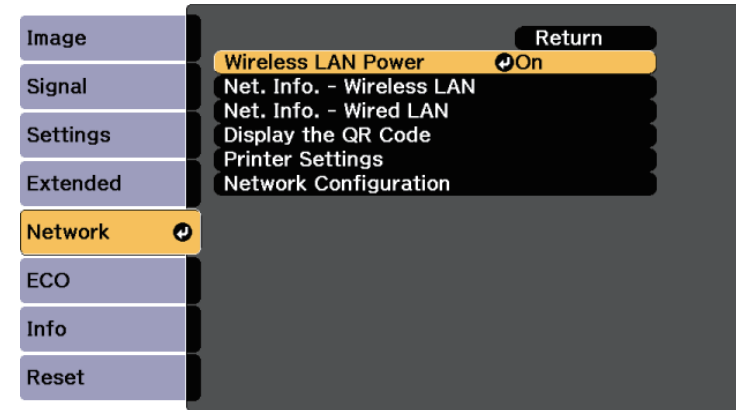 Image
Signal
Settings
Extended
Network
ECO
Info
Reset
Return
Wireless LAN Power On
Net. Info. - Wireless LAN
Net. Info. - Wired LAN
Display the QR Code
Printer Settings
Network Configuration